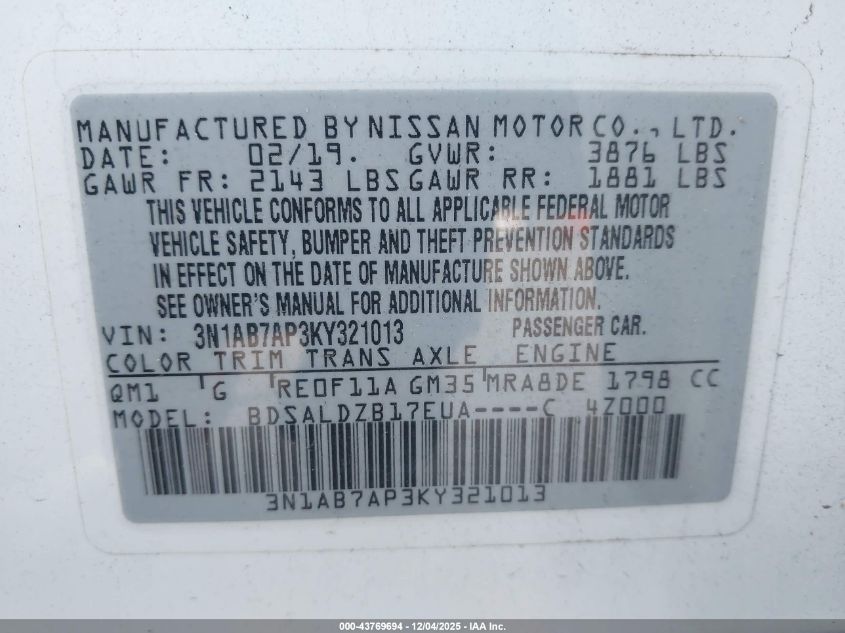 MANUFACTURED BY NISSAN MOTOR CO., LTD.
DATE: 02/19. GVWR: 3876 LBS
GAWR FR: 2143 LBS GAWR RR: 1881 LBS
THIS VEHICLE CONFORMS TO ALL APPLICABLE FEDERAL MOTOR
VEHICLE SAFETY, BUMPER AND THEFT PREVENTION STANDARDS
IN EFFECT ON THE DATE OF MANUFACTURE SHOWN ABOVE.
SEE OWNER'S MANUAL FOR ADDITIONAL INFORMATION.
VIN: 3N1AB7AP3KY321013 PASSENGER CAR.
COLOR TRIM TRANS AXLE ENGINE
QM1 G RE0F11A GM35 MRA8DE 1798 CC
MODEL: BDSALDZB17EUA----C 4Z000
3N1AB7AP3KY321013
000-43769694 - 12/04/2025 - IAA Inc.